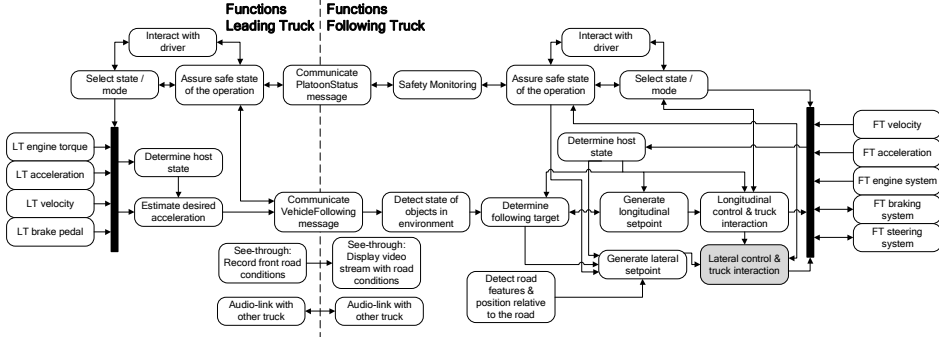 Functions
Leading Truck
Functions
Following Truck
Interact with
driver
Select state /
mode
Assure safe state
of the operation
Communicate
PlatoonStatus
message
Safety Monitoring
Assure safe state
of the operation
Interact with
driver
Select state /
mode
LT engine torque
LT acceleration
LT velocity
LT brake pedal
Determine host
state
Estimate desired
acceleration
Communicate
VehicleFollowing
message
Detect state of
objects in
environment
Determine
following target
Determine host
state
Generate
longitudinal
setpoint
Longitudinal
control & truck
interaction
Generate lateral
setpoint
Lateral control &
truck interaction
Detect road
features &
position relative
to the road
FT velocity
FT acceleration
FT engine system
FT braking
system
FT steering
system
See-through:
Record front road
conditions
See-through:
Display video
stream with road
conditions
Audio-link with
other truck
Audio-link with
other truck